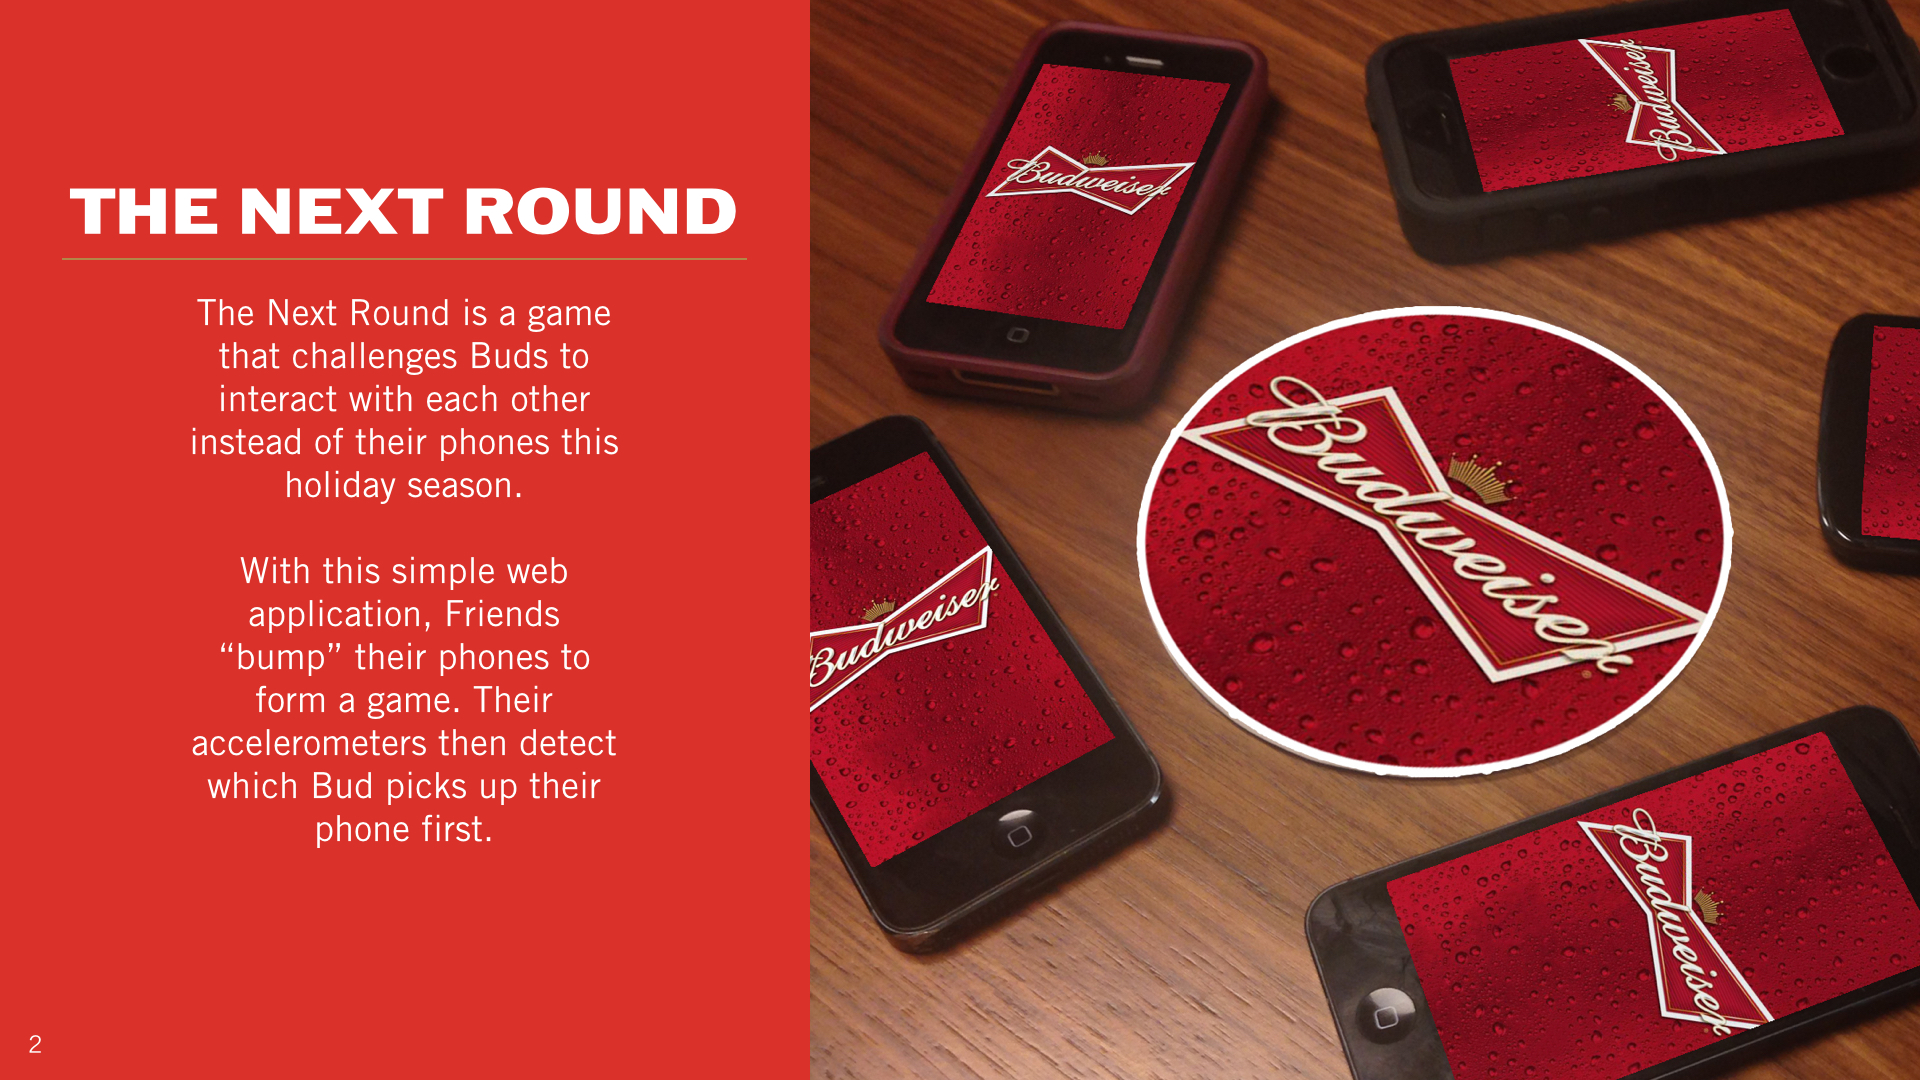 THE NEXT ROUND
The Next Round is a game
that challenges Buds to
interact with each other
instead of their phones this
holiday season.
With this simple web
application, Friends
“bump” their phones to
form a game. Their
accelerometers then detect
which Bud picks up their
phone first.
2
Budweiser
Budweiser
Budweiser
Budweiser
Budweiser